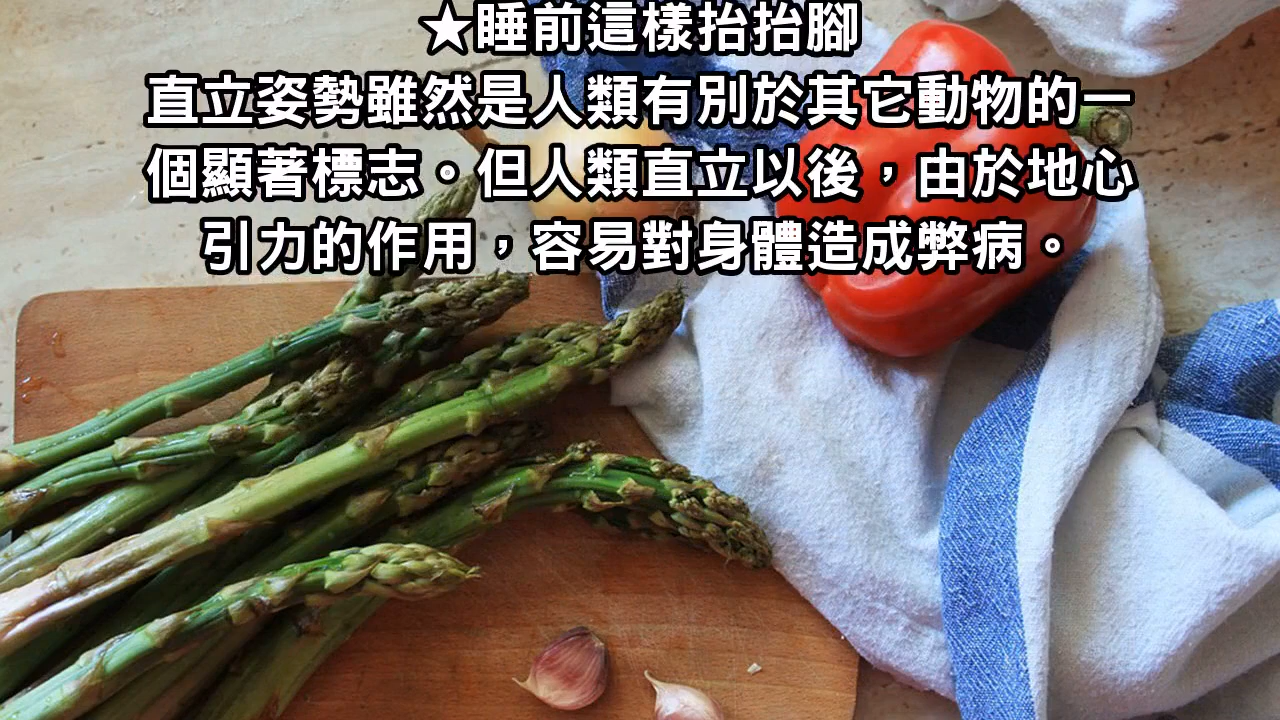 ★睡前這樣抬抬腳
直立姿勢雖然是人類有別於其它動物的一
個顯著標志。但人類直立以後，由於地心
引力的作用，容易對身體造成弊病。